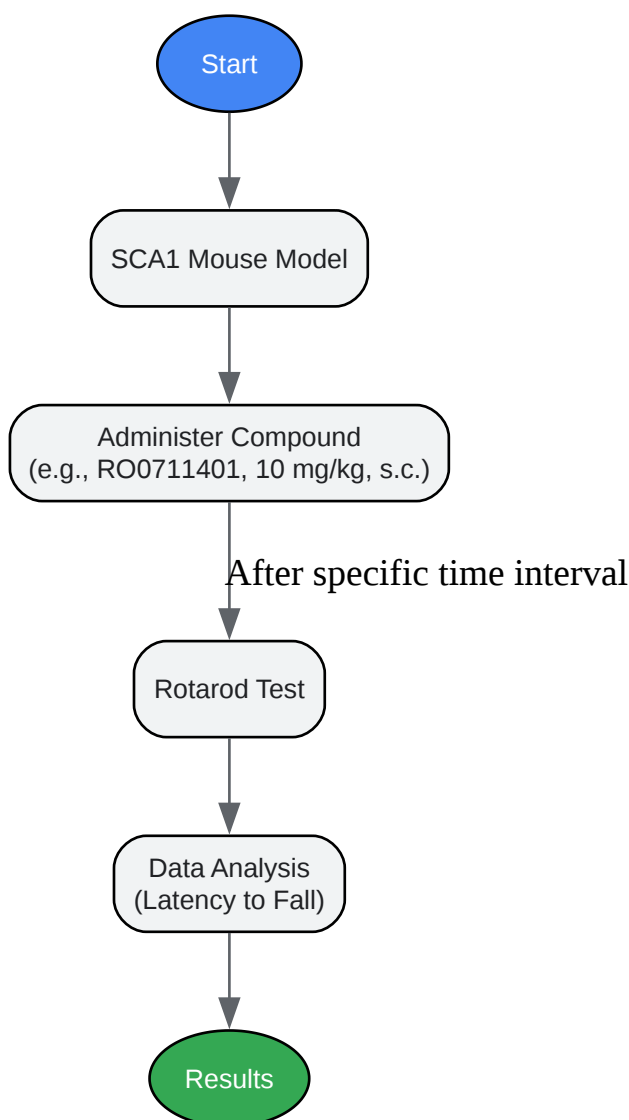 Start
SCA1 Mouse Model
Administer Compound
(e.g., RO0711401, 10 mg/kg, s.c.)
After specific time interval
Rotarod Test
Data Analysis
(Latency to Fall)
Results